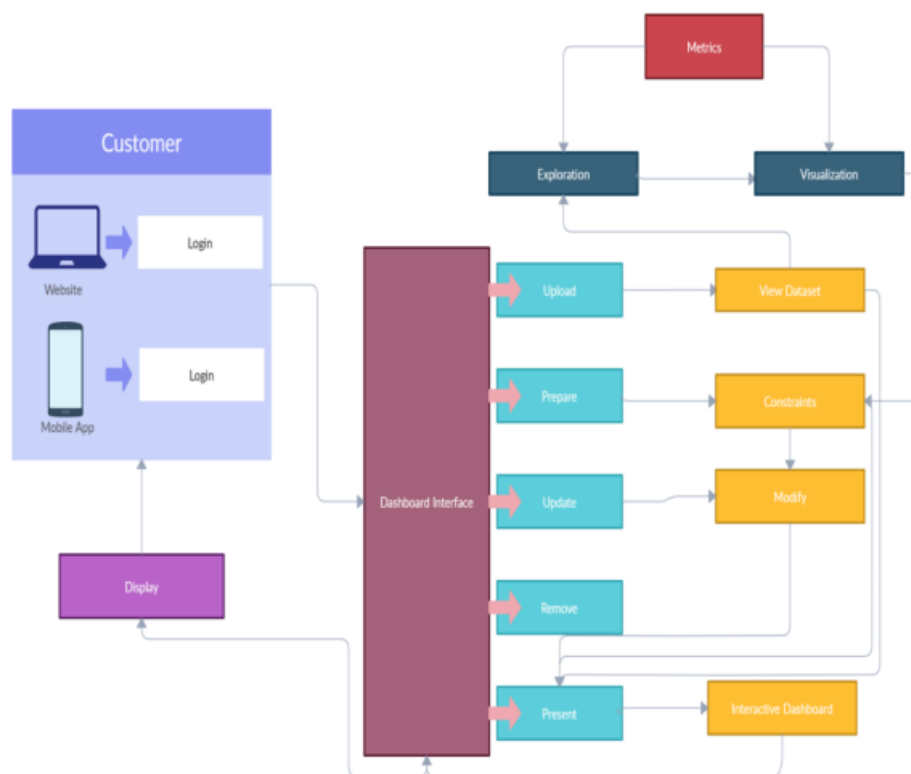 Metrics
Customer
Exploration
Visualization
Login
Website
Upload
View Dataset
Login
Mobile App
Prepare
Constraints
Dashboard Interface
Update
Modify
Display
Remove
Present
Interactive Dashboard